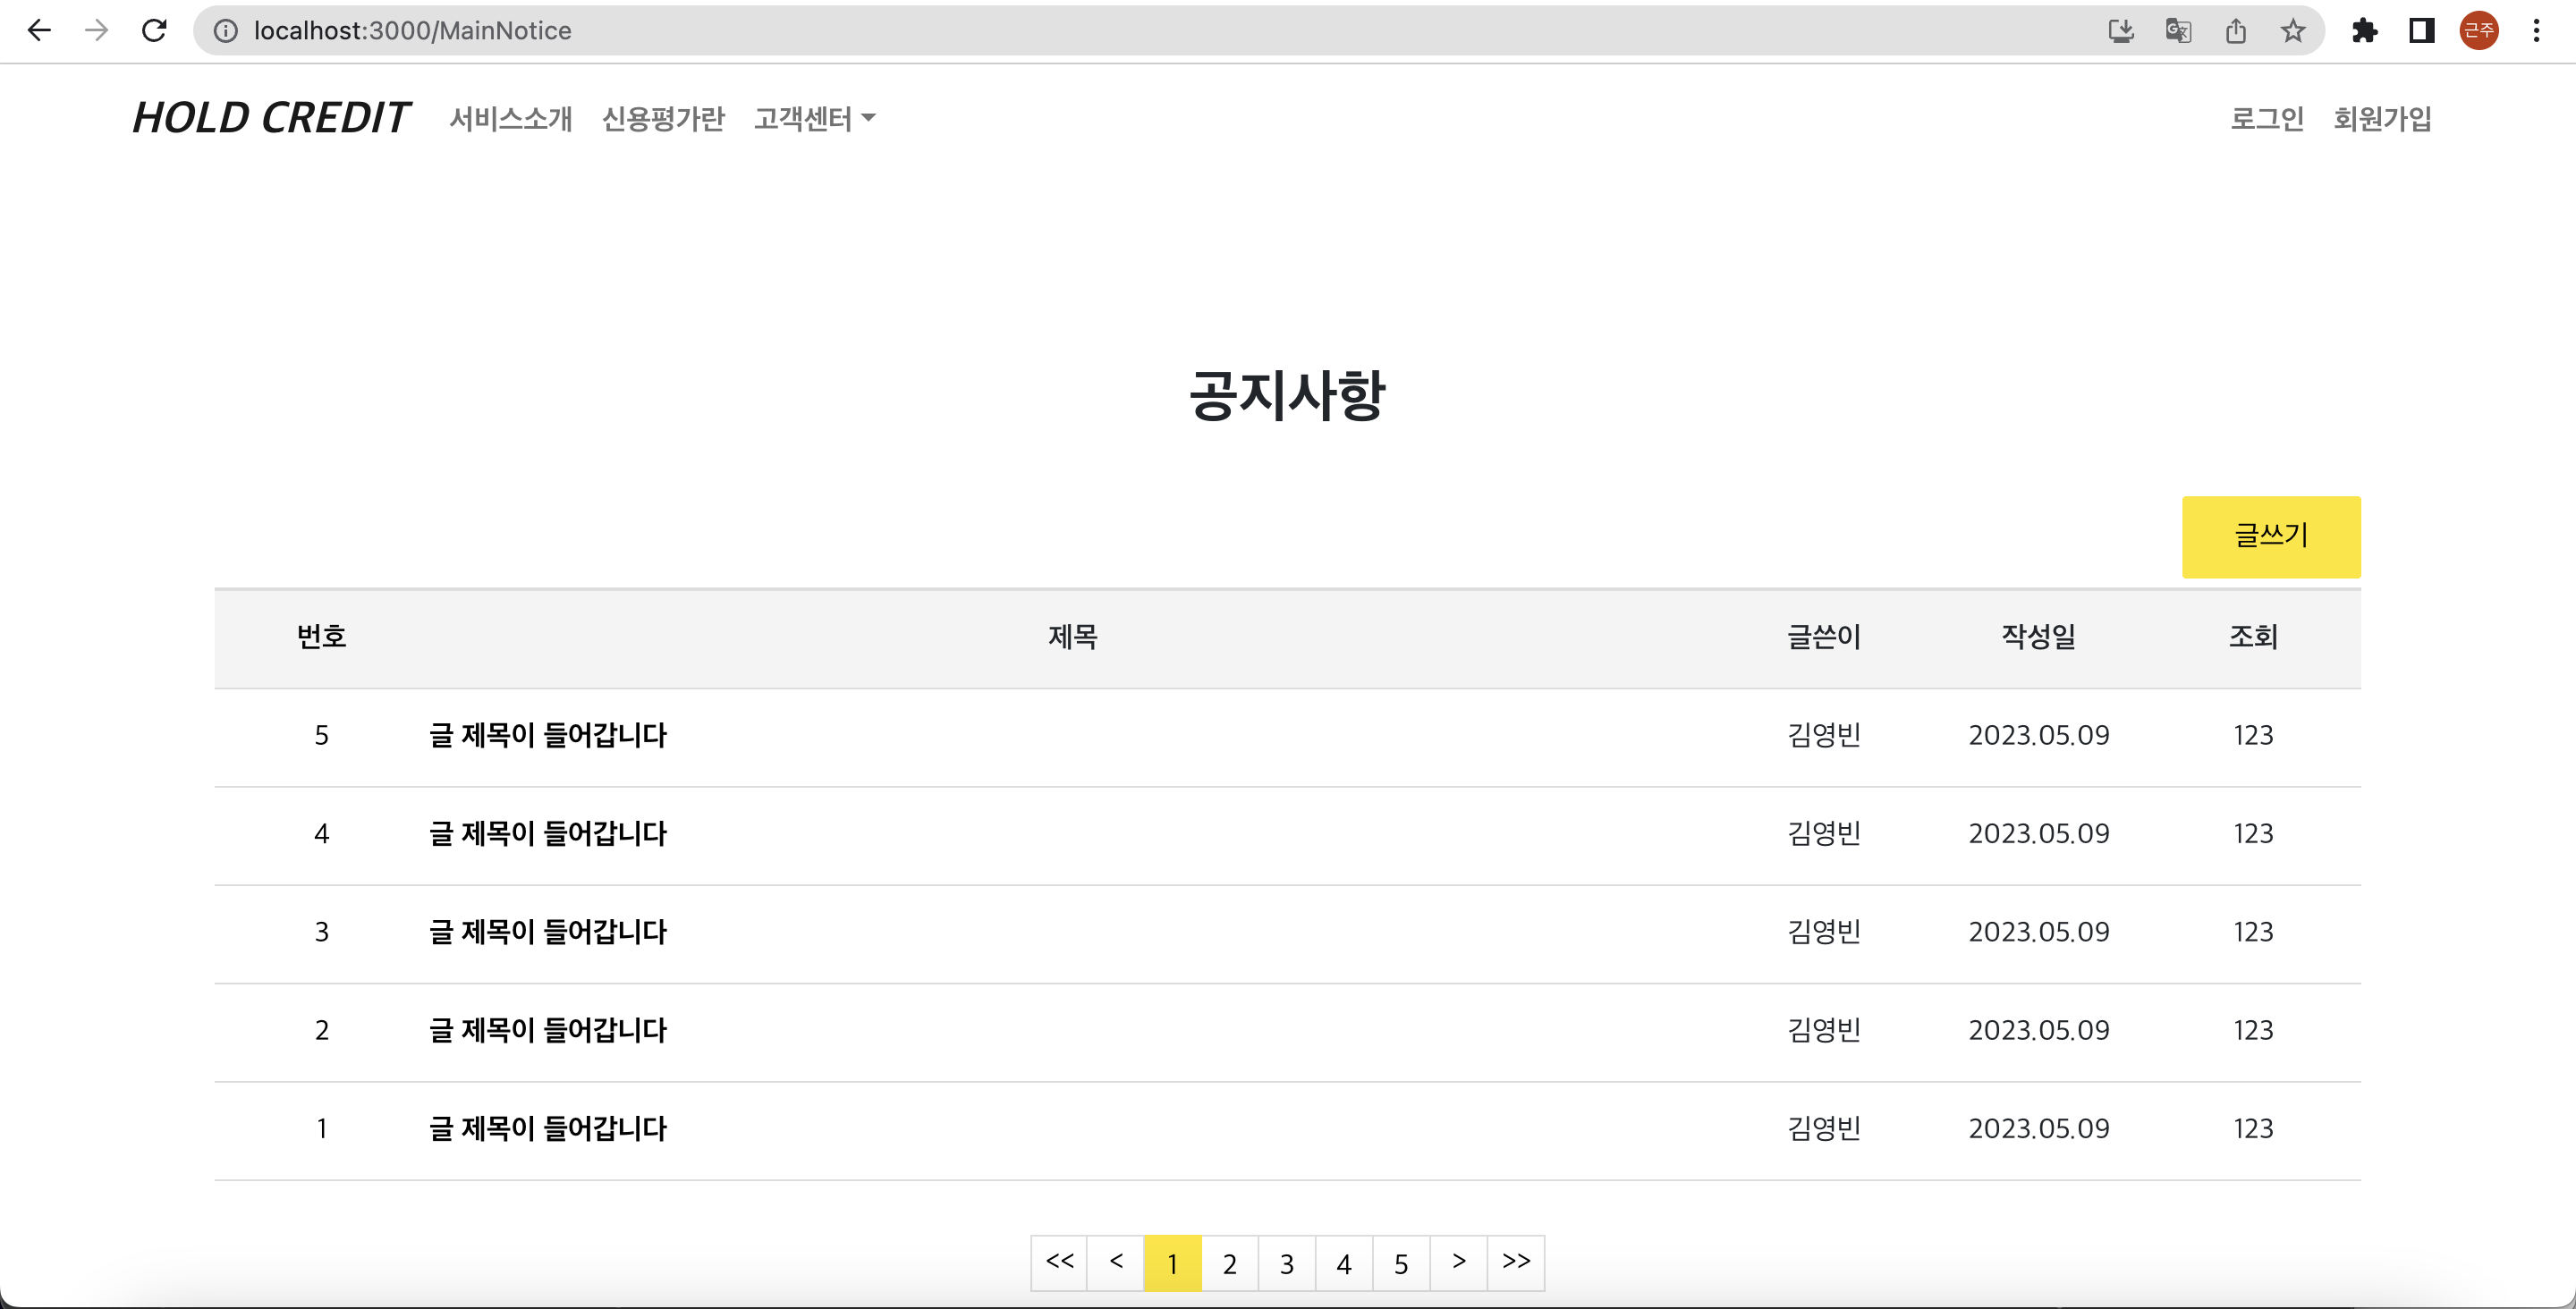 localhost:3000/MainNotice
근주
HOLD CREDIT 서비스소개 신용평가란 고객센터 로그인 회원가입
공지사항
글쓰기
번호 제목 글쓴이 작성일 조회
5 글 제목이 들어갑니다 김영빈 2023.05.09 123
4 글 제목이 들어갑니다 김영빈 2023.05.09 123
3 글 제목이 들어갑니다 김영빈 2023.05.09 123
2 글 제목이 들어갑니다 김영빈 2023.05.09 123
1 글 제목이 들어갑니다 김영빈 2023.05.09 123
<< < 1 2 3 4 5 > >>